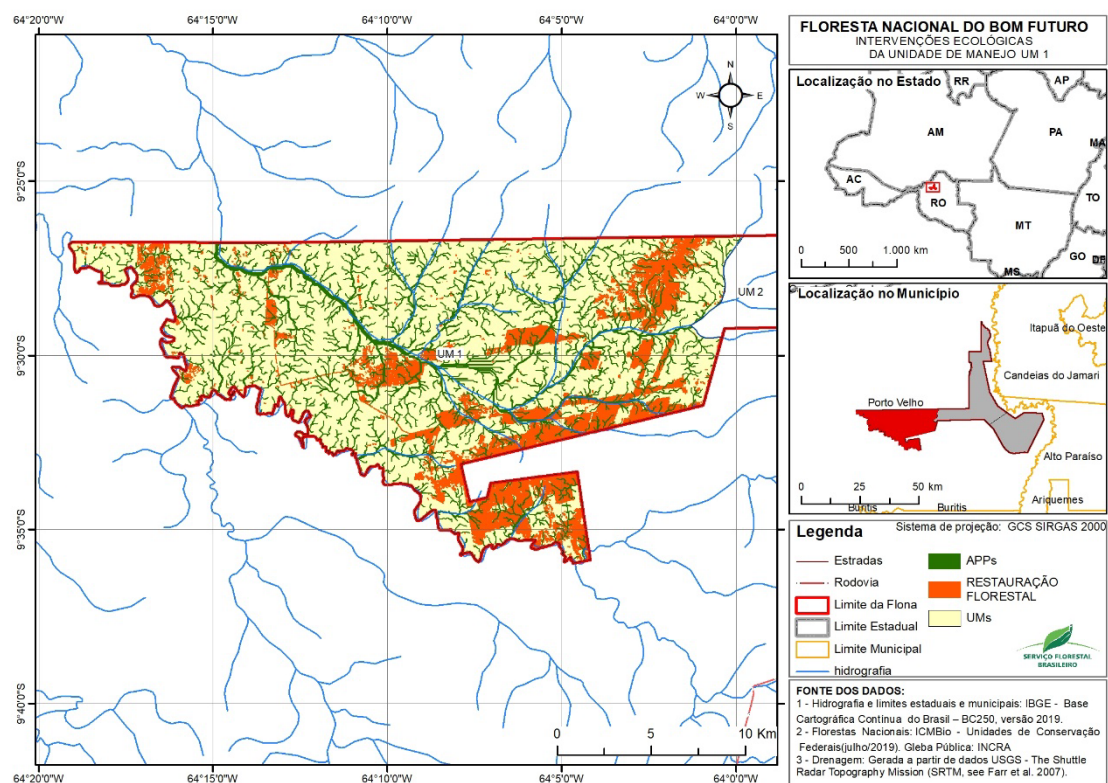 64°20'0"W 64°15'0"W 64°10'0"W 64°5'0"W 64°0'0"W
9°25'0"S
9°30'0"S
9°35'0"S
9°40'0"S
N
W E
S
UM 2
UM 1
0 5 10 Km
64°20'0"W 64°15'0"W 64°10'0"W 64°5'0"W 64°0'0"W
FLORESTA NACIONAL DO BOM FUTURO
INTERVENÇÕES ECOLÓGICAS
DA UNIDADE DE MANEJO UM 1
Localização no Estado
RR AP
AM PA
MA
AC
RO
TO
MT
GO DF
MS
0 500 1.000 km
Localização no Município
Itapuã do Oeste
Candeias do Jamari
Porto Velho
Alto Paraíso
0 25 50 km
Ariquemes
Buritis Buritis
Sistema de projeção: GCS SIRGAS 2000
Legenda
Estradas
Rodovia
Limite da Flona
Limite Estadual
Limite Municipal
hidrografia
APPs
RESTAURAÇÃO
FLORESTAL
UMs
SERVIÇO FLORESTAL
BRASILEIRO
FONTE DOS DADOS:
1 - Hidrografia e limites estaduais e municipais: IBGE - Base
Cartográfica Contínua do Brasil – BC250, versão 2019.
2 - Florestas Nacionais: ICMBio - Unidades de Conservação
Federais(julho/2019). Gleba Pública: INCRA
3 - Drenagem: Gerada a partir de dados USGS - The Shuttle
Radar Topography Mission (SRTM, see Farr et al. 2007).